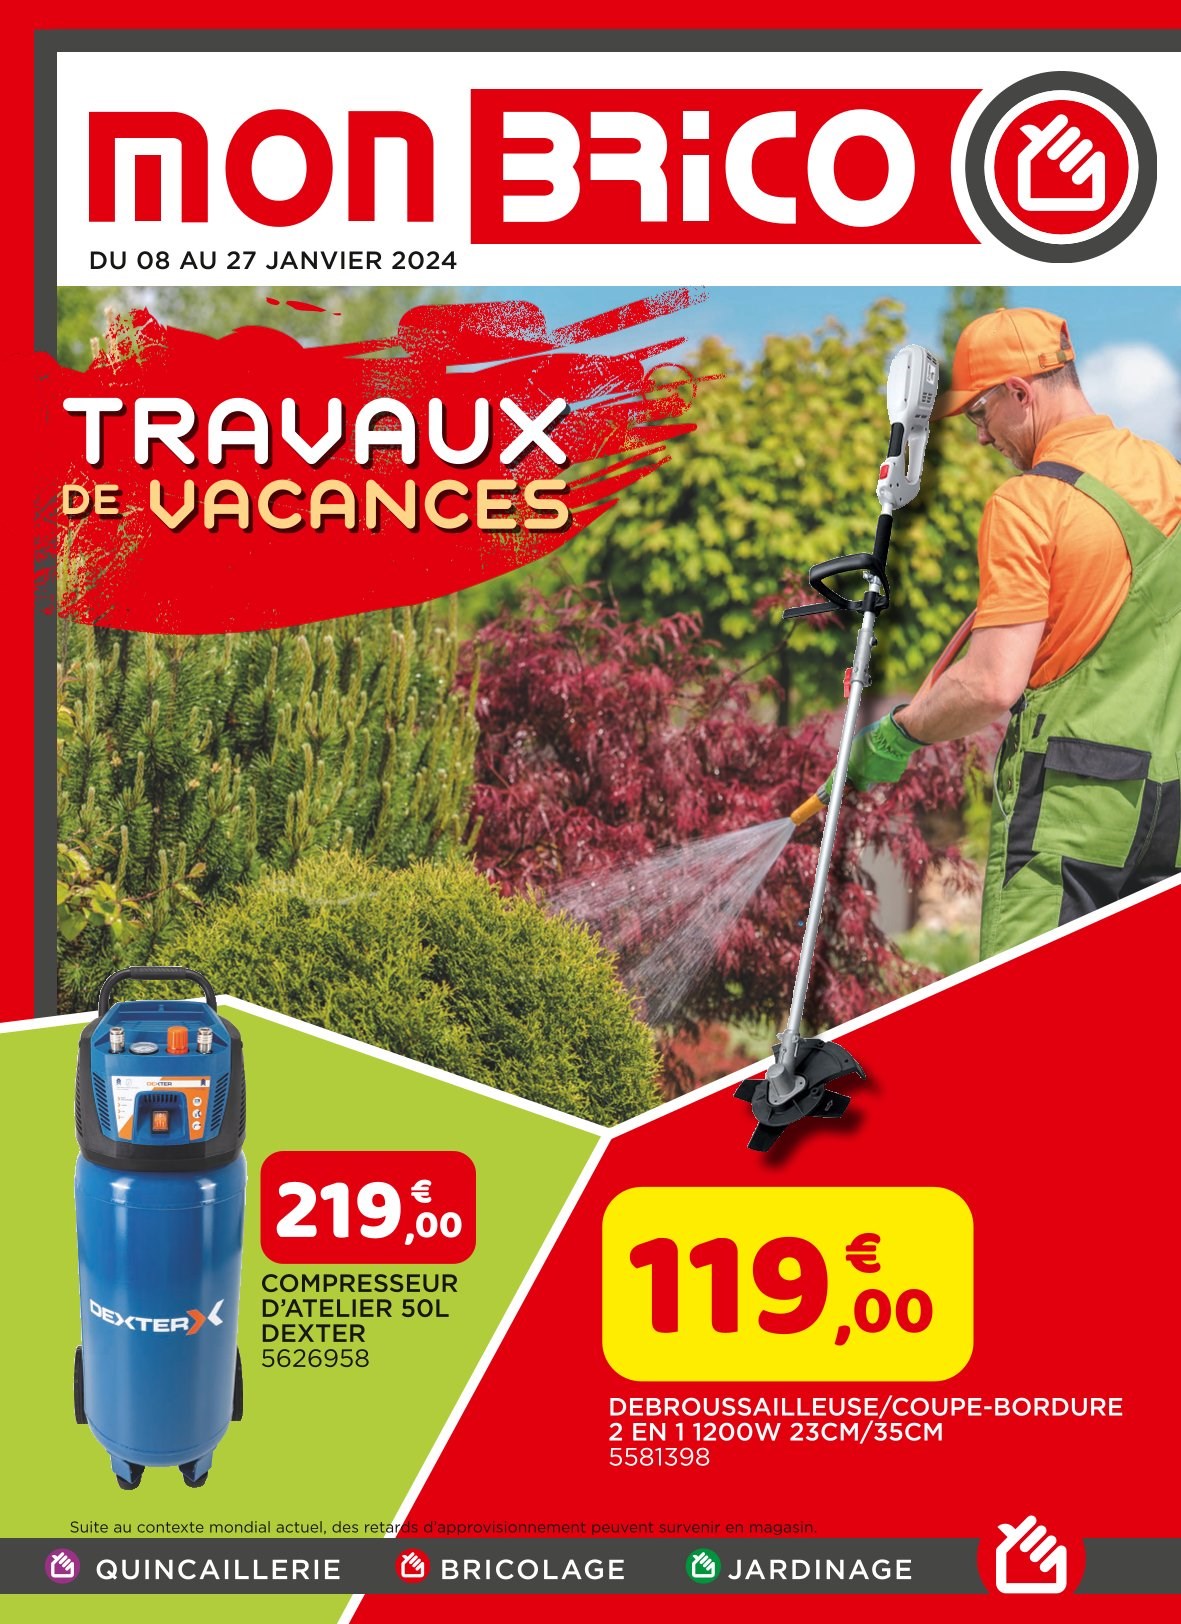 MON BRICO
DU 08 AU 27 JANVIER 2024
TRAVAUX
DE VACANCES
DEXTER
DEXTER
219,00€
COMPRESSEUR
D'ATELIER 50L
DEXTER
5626958
119,00€
DEBROUSSAILLEUSE/COUPE-BORDURE
2 EN 1 1200W 23CM/35CM
5581398
Suite au contexte mondial actuel, des retards d'approvisionnement peuvent survenir en magasin.
QUINCAILLERIE BRICOLAGE JARDINAGE